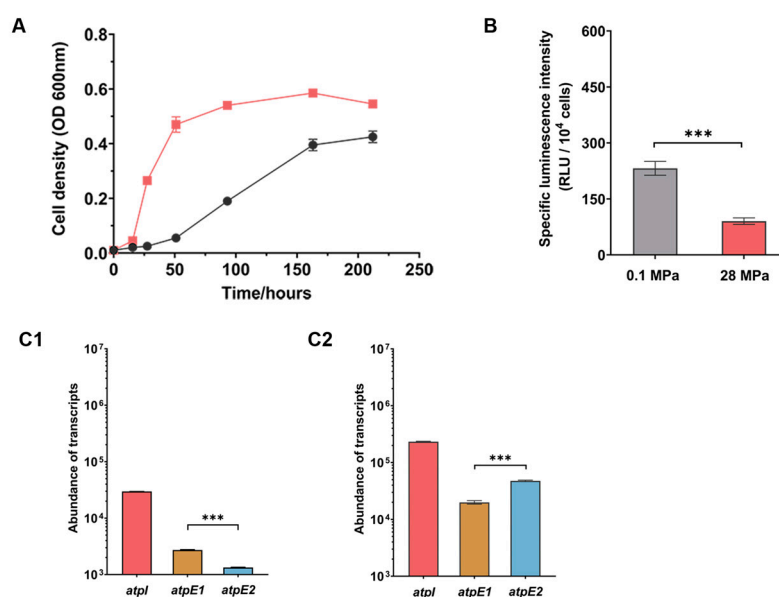 A
Cell density (OD 600nm)
0.8
0.6
0.4
0.2
0.0
0 50 100 150 200 250
Time/hours
B
Specific luminescence intensity
(RLU / 10⁴ cells)
600
450
300
150
0
***
0.1 MPa 28 MPa
C1
Abundance of transcripts
10⁷
10⁶
10⁵
10⁴
10³
***
atpI atpE1 atpE2
C2
Abundance of transcripts
10⁷
10⁶
10⁵
10⁴
10³
***
atpI atpE1 atpE2